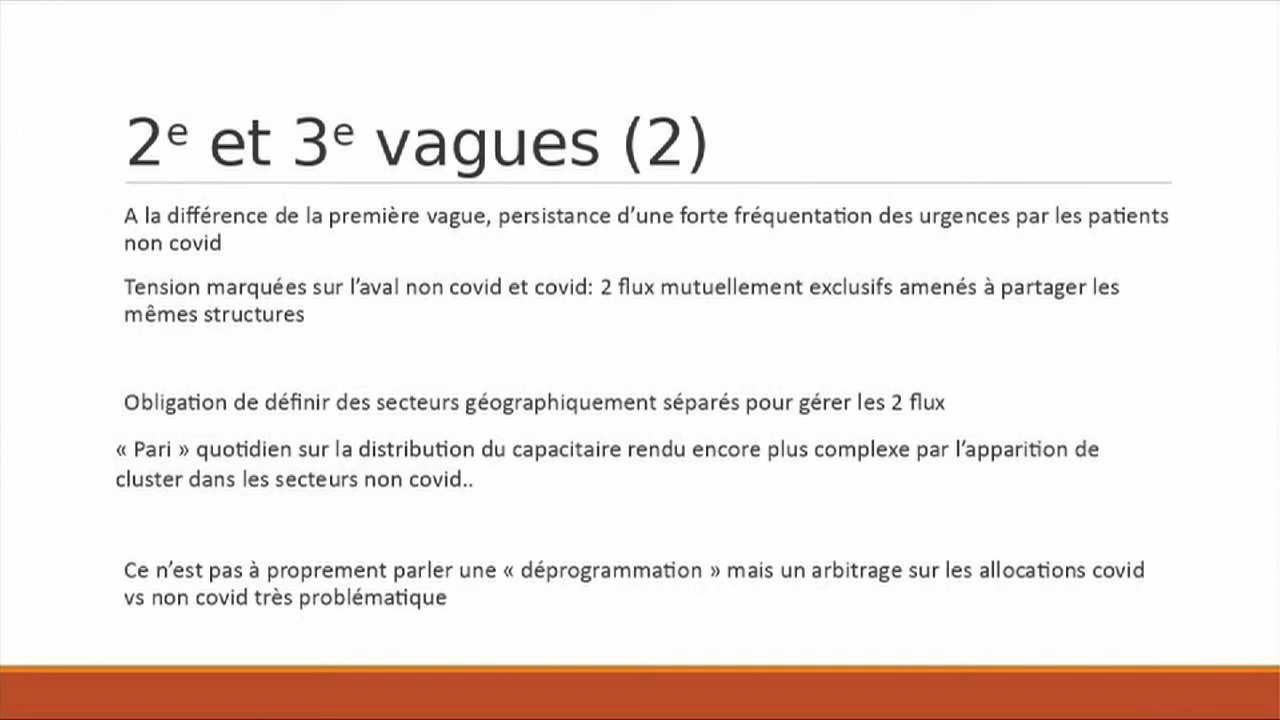 2e et 3e vagues (2)
A la différence de la première vague, persistance d’une forte fréquentation des urgences par les patients
non covid
Tension marquées sur l’aval non covid et covid: 2 flux mutuellement exclusifs amenés à partager les
mêmes structures
Obligation de définir des secteurs géographiquement séparés pour gérer les 2 flux
« Pari » quotidien sur la distribution du capacitaire rendu encore plus complexe par l’apparition de
cluster dans les secteurs non covid..
Ce n’est pas à proprement parler une « déprogrammation » mais un arbitrage sur les allocations covid
vs non covid très problématique